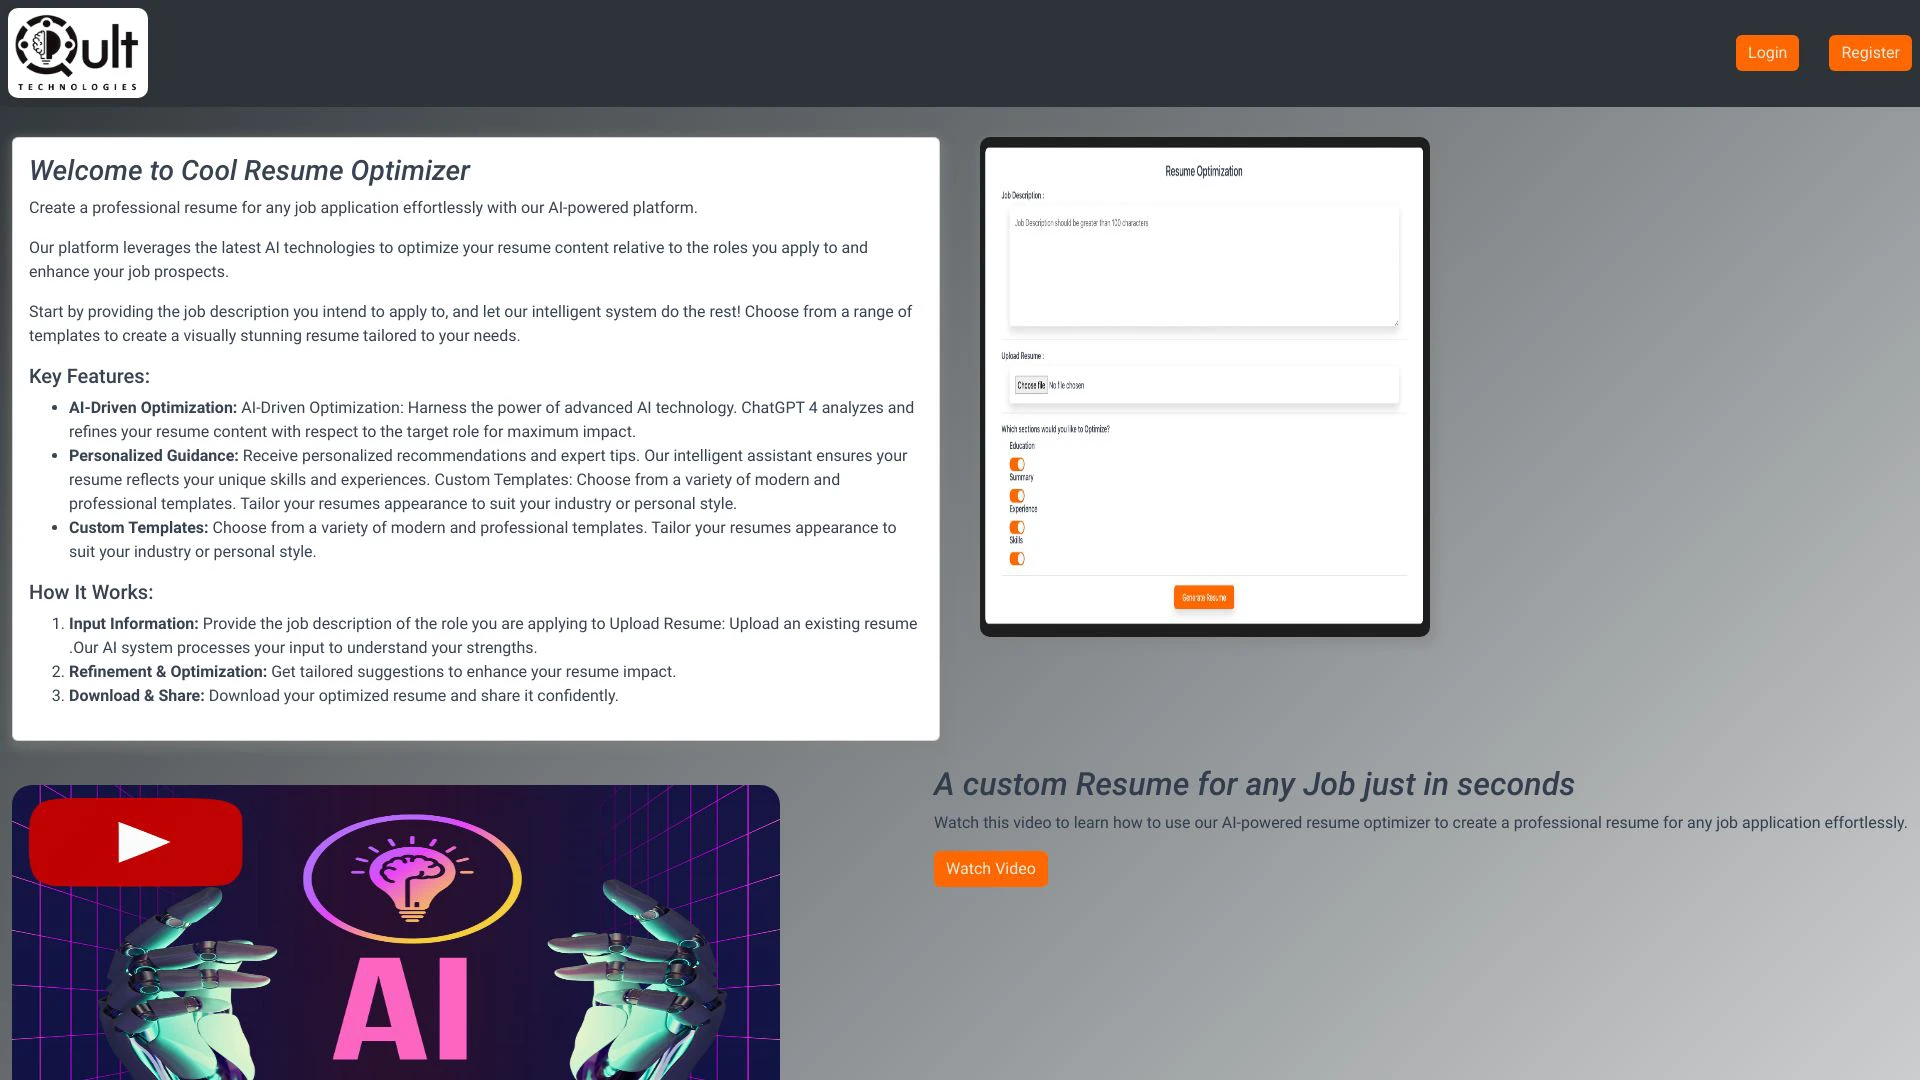 Qult
TECHNOLOGIES
Login
Register
Welcome to Cool Resume Optimizer
Create a professional resume for any job application effortlessly with our AI-powered platform.
Our platform leverages the latest AI technologies to optimize your resume content relative to the roles you apply to and
enhance your job prospects.
Start by providing the job description you intend to apply to, and let our intelligent system do the rest! Choose from a range of
templates to create a visually stunning resume tailored to your needs.
Key Features:
• AI-Driven Optimization: AI-Driven Optimization: Harness the power of advanced AI technology. ChatGPT 4 analyzes and
refines your resume content with respect to the target role for maximum impact.
• Personalized Guidance: Receive personalized recommendations and expert tips. Our intelligent assistant ensures your
resume reflects your unique skills and experiences. Custom Templates: Choose from a variety of modern and
professional templates. Tailor your resumes appearance to suit your industry or personal style.
• Custom Templates: Choose from a variety of modern and professional templates. Tailor your resumes appearance to
suit your industry or personal style.
How It Works:
1. Input Information: Provide the job description of the role you are applying to Upload Resume: Upload an existing resume
.Our AI system processes your input to understand your strengths.
2. Refinement & Optimization: Get tailored suggestions to enhance your resume impact.
3. Download & Share: Download your optimized resume and share it confidently.
Resume Optimization
Job Description :
Job Description should be greater than 100 characters
Upload Resume :
Choose file No file chosen
Which sections would you like to Optimize?
Education
Summary
Experience
Skills
Generate Resume
AI
A custom Resume for any Job just in seconds
Watch this video to learn how to use our AI-powered resume optimizer to create a professional resume for any job application effortlessly.
Watch Video